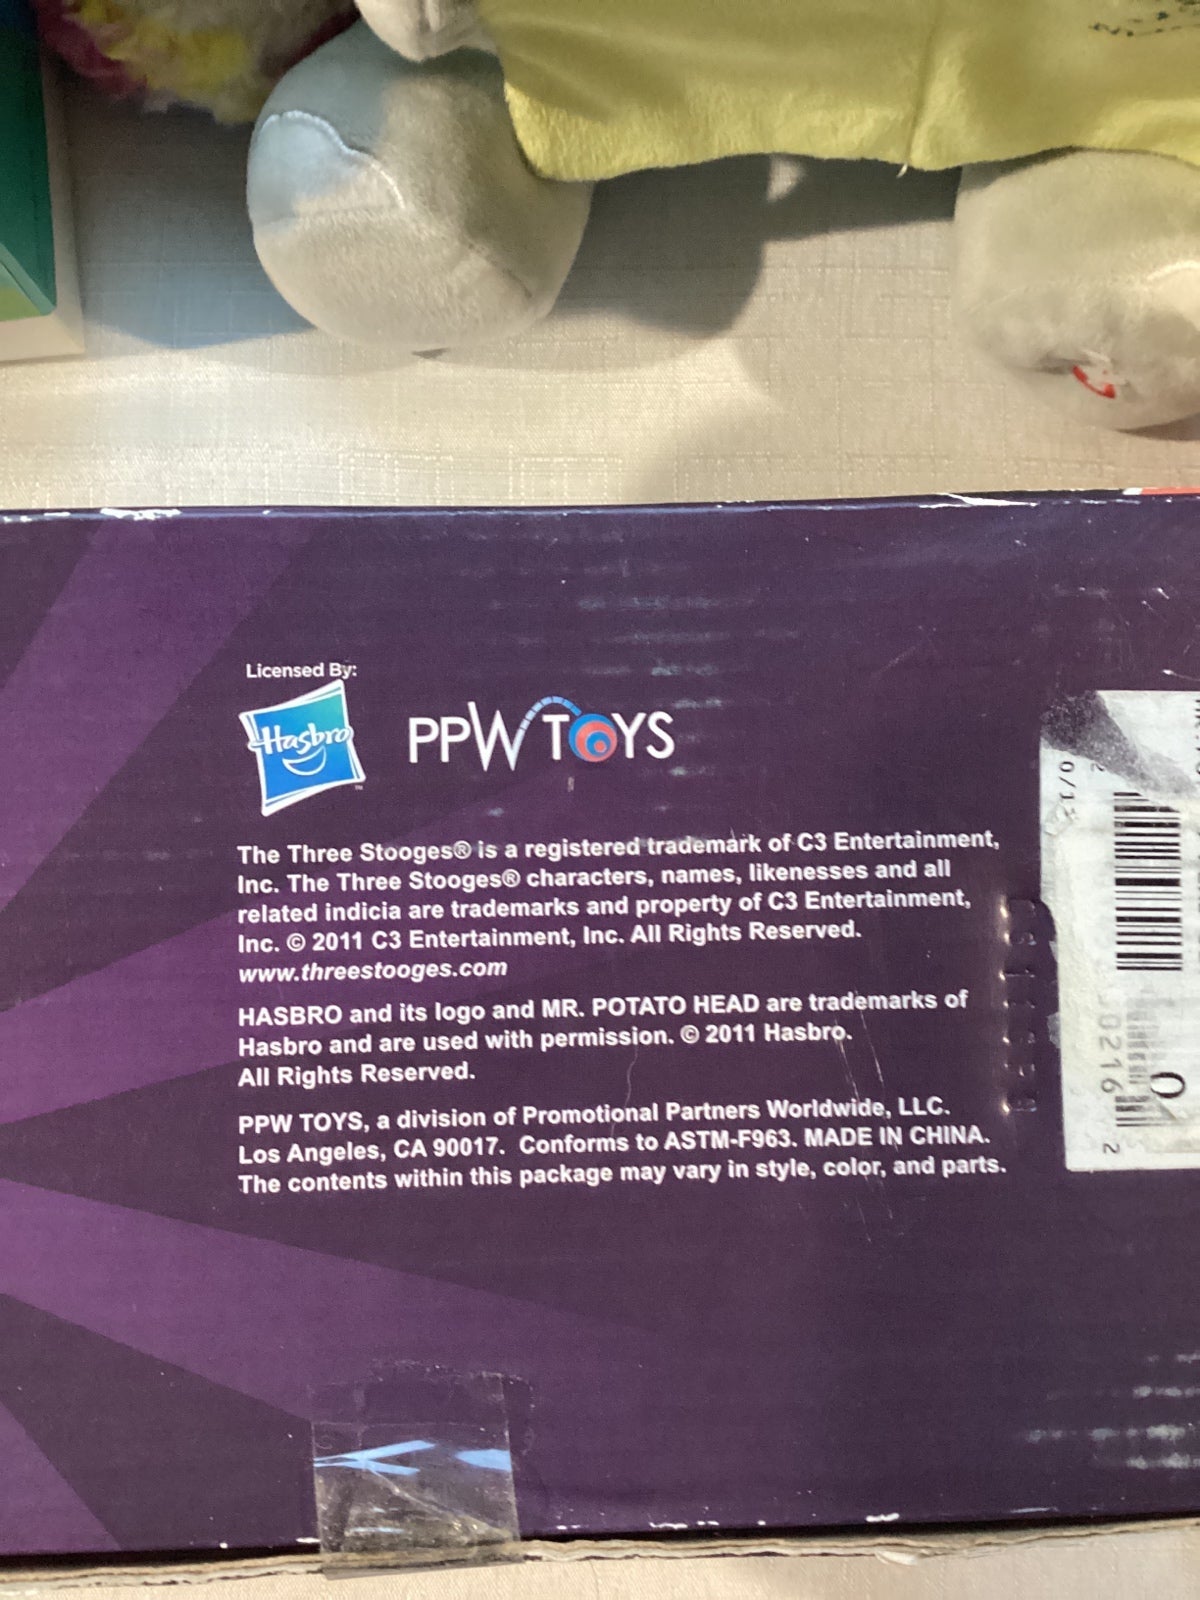 Licensed By:
Hasbro
TM
PPW TOYS
The Three Stooges® is a registered trademark of C3 Entertainment,
Inc. The Three Stooges® characters, names, likenesses and all
related indicia are trademarks and property of C3 Entertainment,
Inc. © 2011 C3 Entertainment, Inc. All Rights Reserved.
www.threestooges.com
HASBRO and its logo and MR. POTATO HEAD are trademarks of
Hasbro and are used with permission. © 2011 Hasbro.
All Rights Reserved.
PPW TOYS, a division of Promotional Partners Worldwide, LLC.
Los Angeles, CA 90017. Conforms to ASTM-F963. MADE IN CHINA.
The contents within this package may vary in style, color, and parts.
0
2